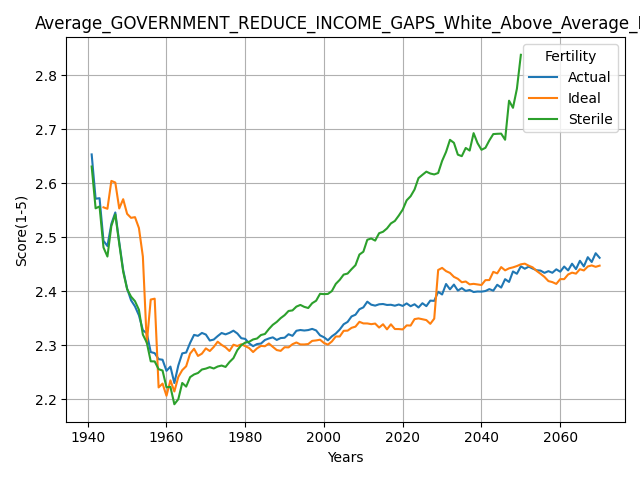 Average_GOVERNMENT_REDUCE_INCOME_GAPS_White_Above_Average_
Fertility
Actual
Ideal
Sterile
Score(1-5)
2.8
2.7
2.6
2.5
2.4
2.3
2.2
1940 1960 1980 2000 2020 2040 2060
Years